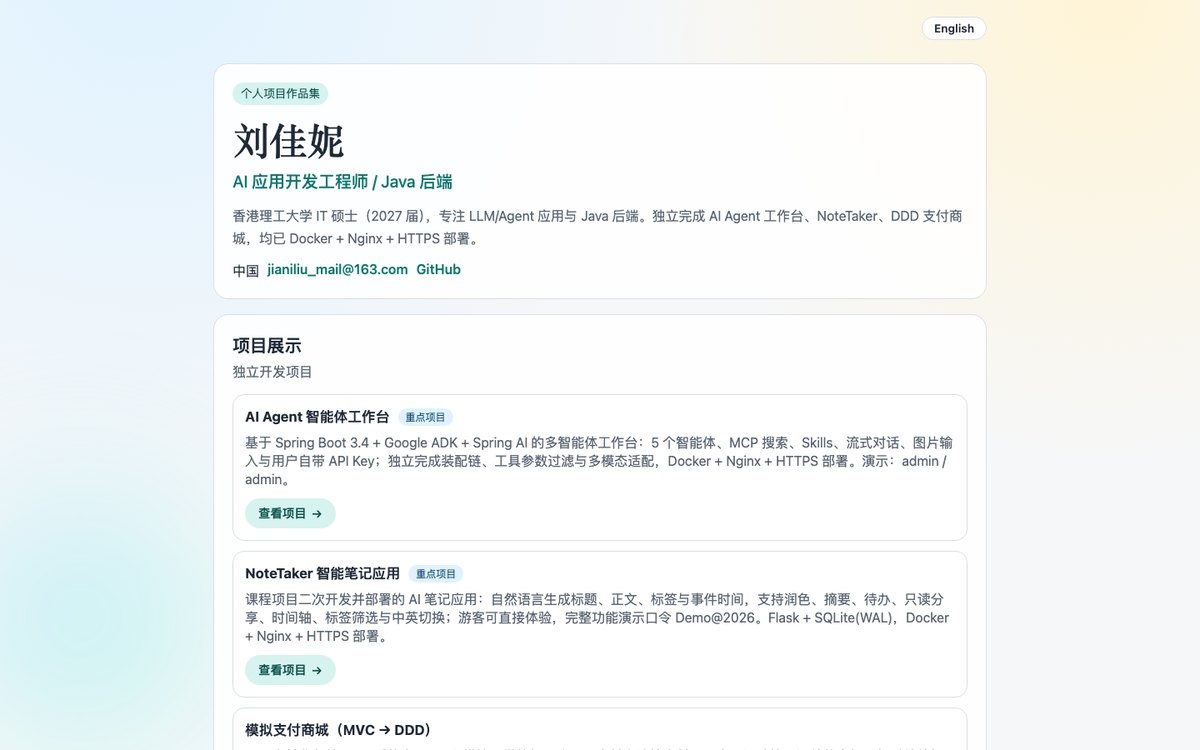 English
个人项目作品集
刘佳妮
AI 应用开发工程师 / Java 后端
香港理工大学 IT 硕士（2027 届），专注 LLM/Agent 应用与 Java 后端。独立完成 AI Agent 工作台、NoteTaker、DDD 支付商
城，均已 Docker + Nginx + HTTPS 部署。
中国 jianiliu_mail@163.com GitHub
项目展示
独立开发项目
AI Agent 智能体工作台 重点项目
基于 Spring Boot 3.4 + Google ADK + Spring AI 的多智能体工作台：5 个智能体、MCP 搜索、Skills、流式对话、图片输
入与用户自带 API Key；独立完成装配链、工具参数过滤与多模态适配，Docker + Nginx + HTTPS 部署。演示：admin /
admin。
查看项目 →
NoteTaker 智能笔记应用 重点项目
课程项目二次开发并部署的 AI 笔记应用：自然语言生成标题、正文、标签与事件时间，支持润色、摘要、待办、只读分
享、时间轴、标签筛选与中英切换；游客可直接体验，完整功能演示口令 Demo@2026。Flask + SQLite(WAL)，Docker
+ Nginx + HTTPS 部署。
查看项目 →
模拟支付商城（MVC → DDD）